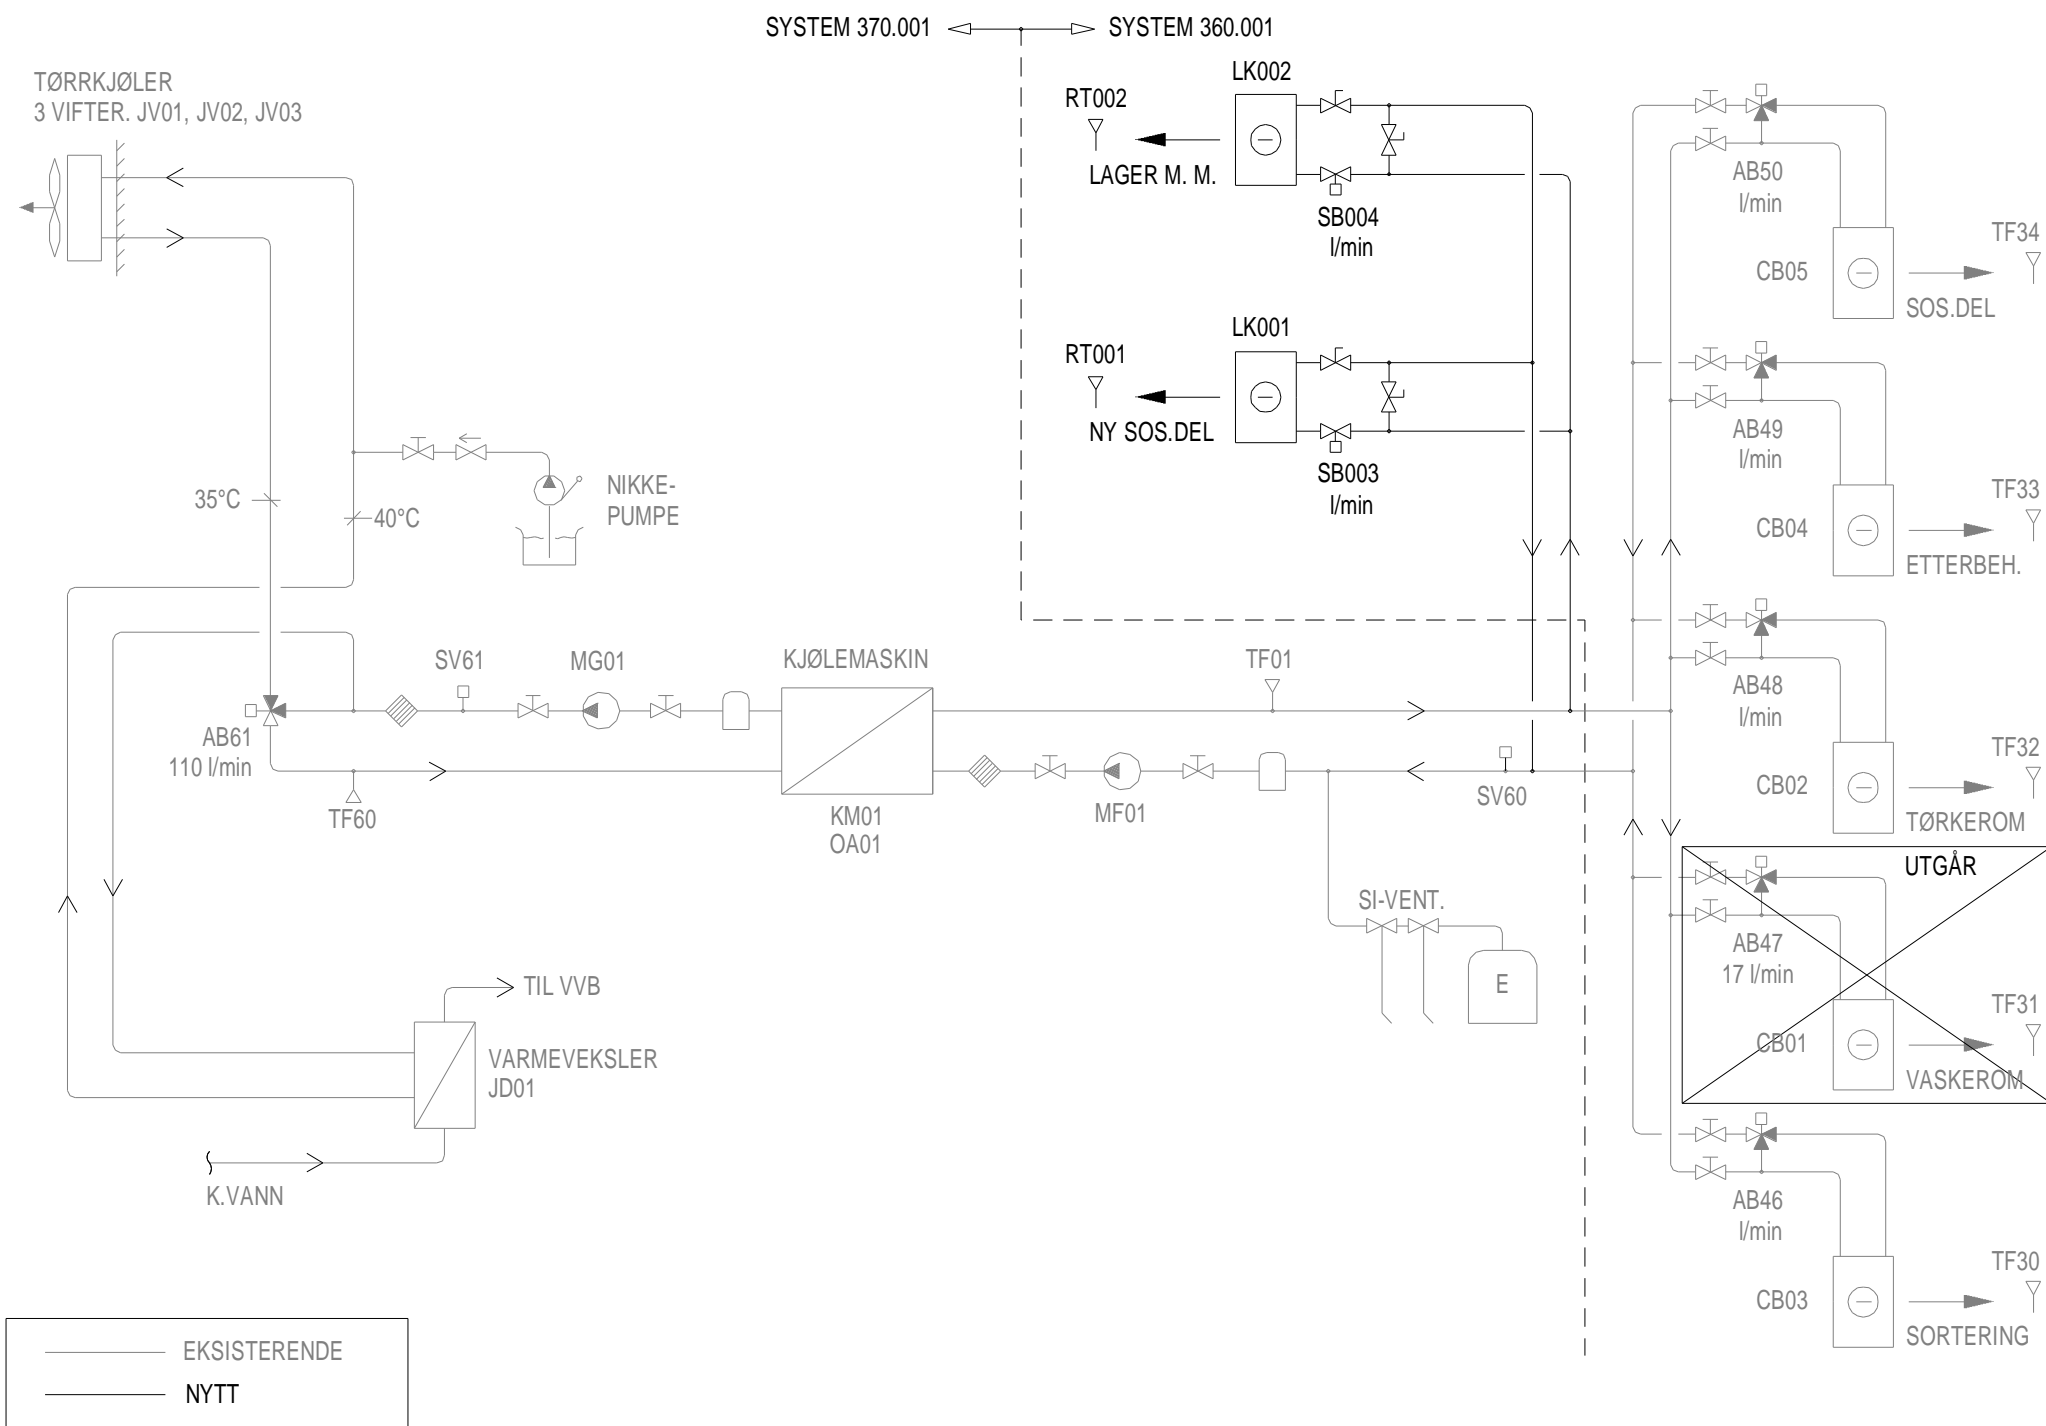 SYSTEM 370.001
SYSTEM 360.001
TØRRKJØLER
3 VIFTER. JV01, JV02, JV03
RT002
LK002
LAGER M. M.
SB004
l/min
RT001
LK001
NY SOS.DEL
SB003
l/min
AB50
l/min
CB05
TF34
SOS.DEL
AB49
l/min
CB04
TF33
ETTERBEH.
AB48
l/min
CB02
TF32
TØRKEROM
UTGÅR
AB47
17 l/min
CB01
TF31
VASKEROM
AB46
l/min
CB03
TF30
SORTERING
35°C
40°C
NIKKE-
PUMPE
SV61
MG01
KJØLEMASKIN
TF01
AB61
110 l/min
TF60
KM01
OA01
MF01
SV60
SI-VENT.
E
TIL VVB
VARMEVEKSLER
JD01
K.VANN
EKSISTERENDE
NYTT